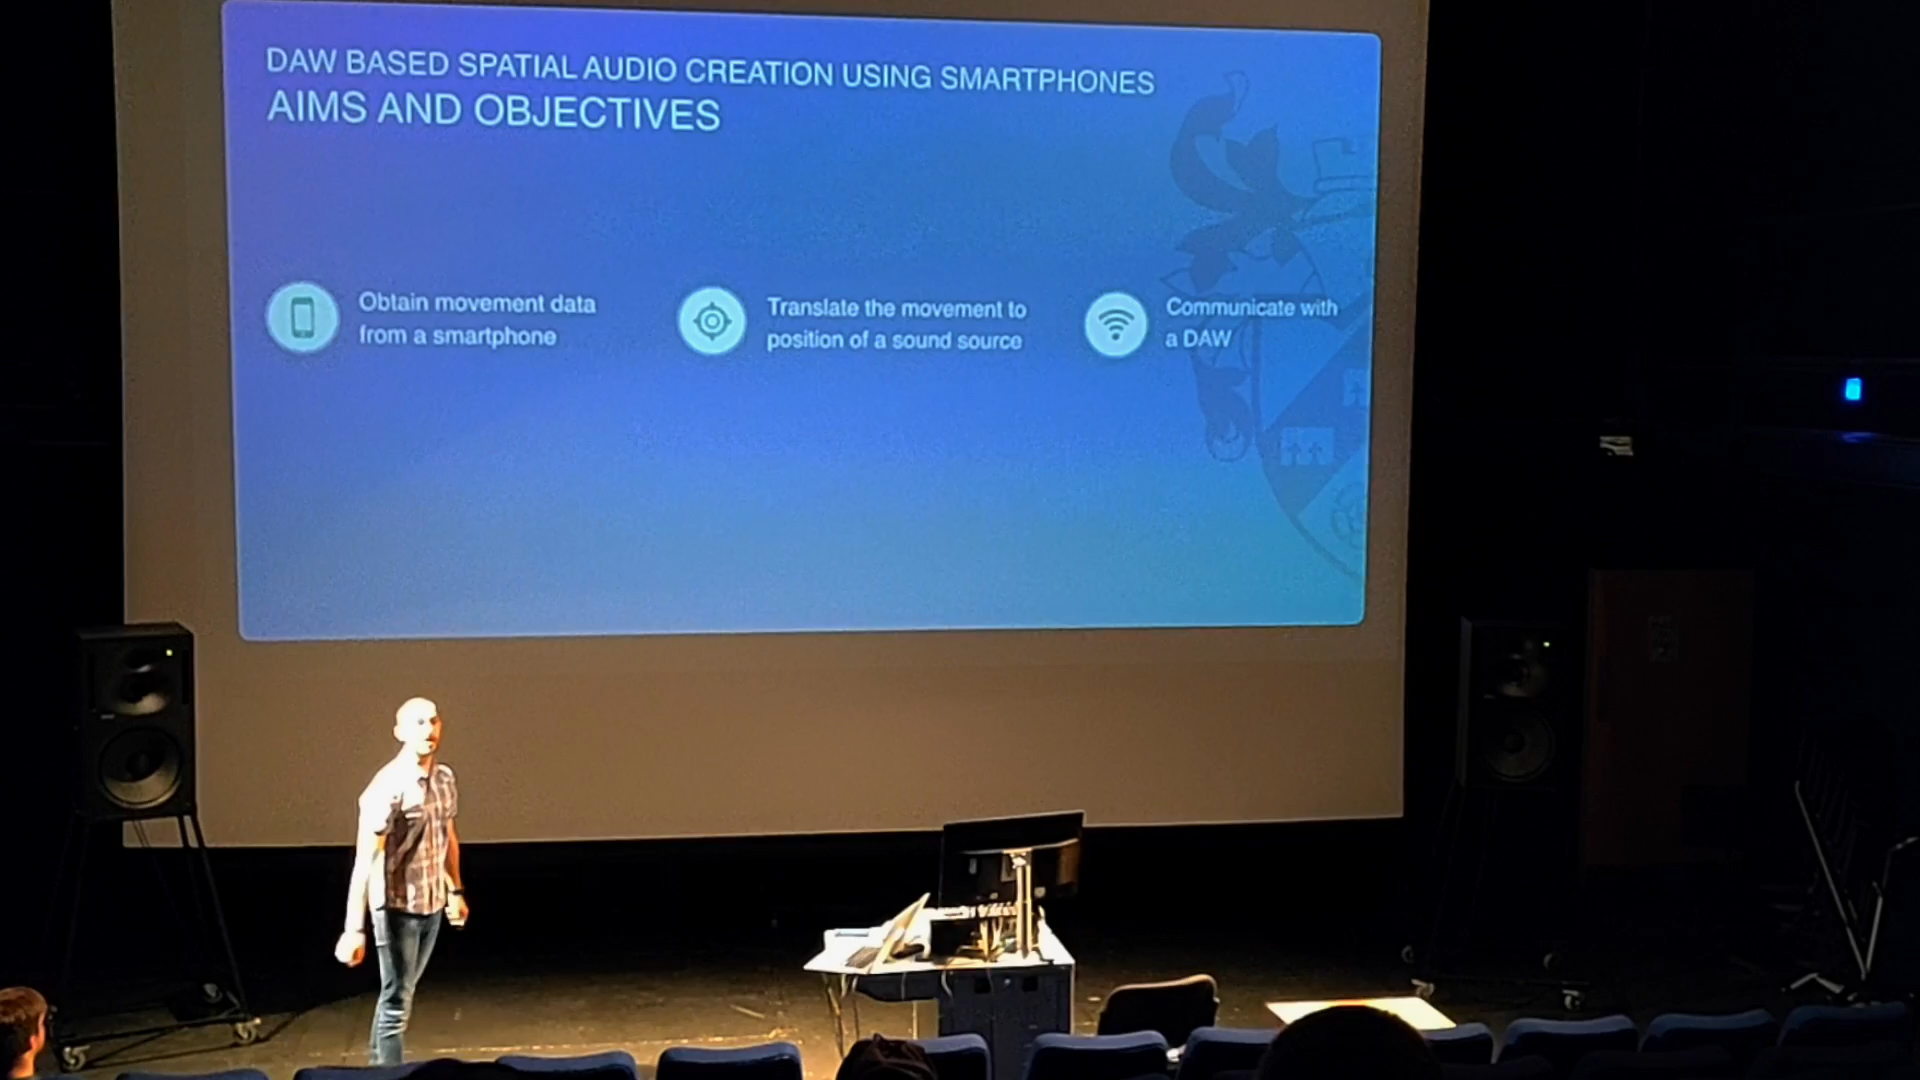 DAW BASED SPATIAL AUDIO CREATION USING SMARTPHONES
AIMS AND OBJECTIVES
Obtain movement data
from a smartphone
Translate the movement to
position of a sound source
Communicate with
a DAW